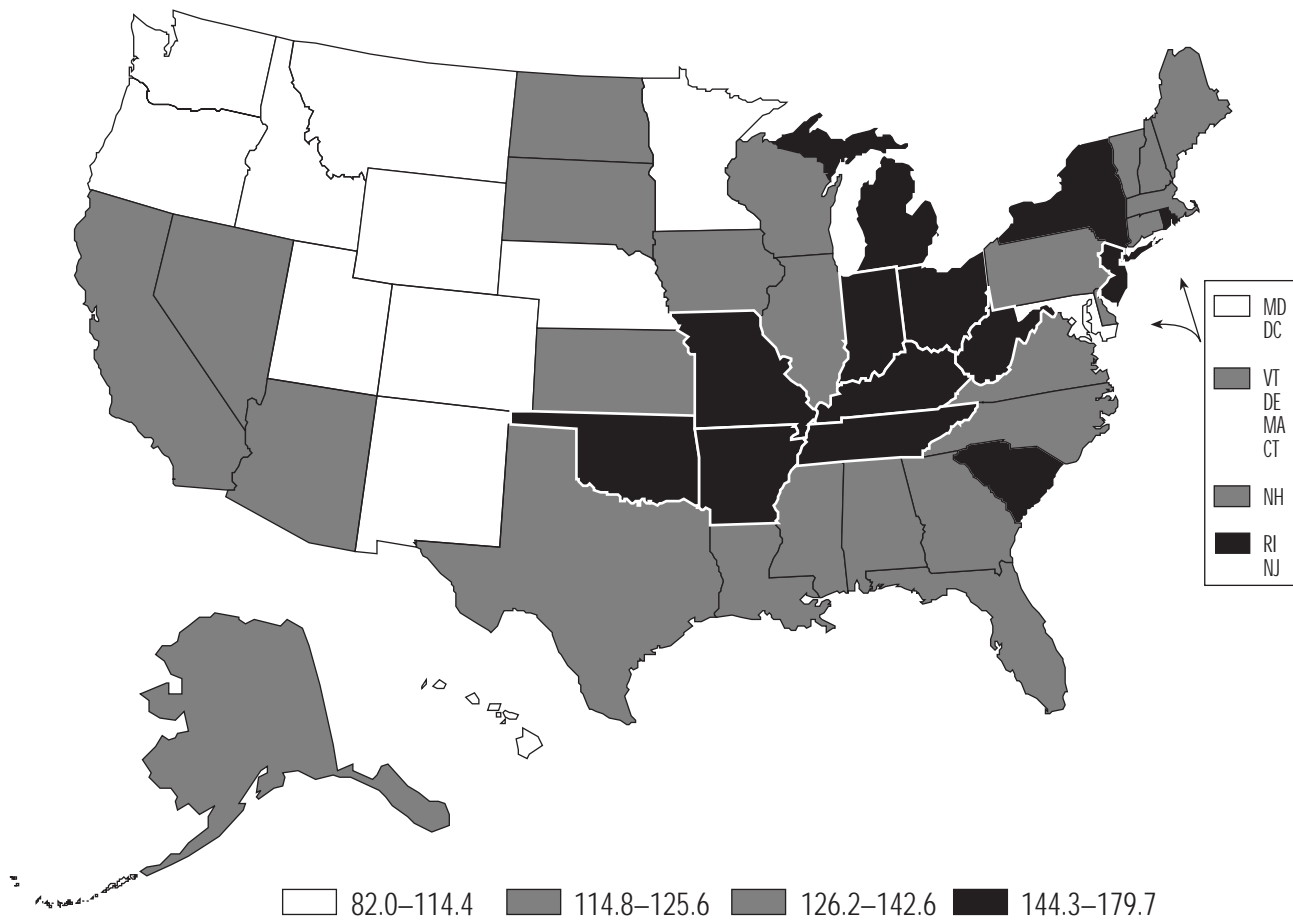 MD
DC
VT
DE
MA
CT
NH
RI
NJ
82.0–114.4 114.8–125.6 126.2–142.6 144.3–179.7